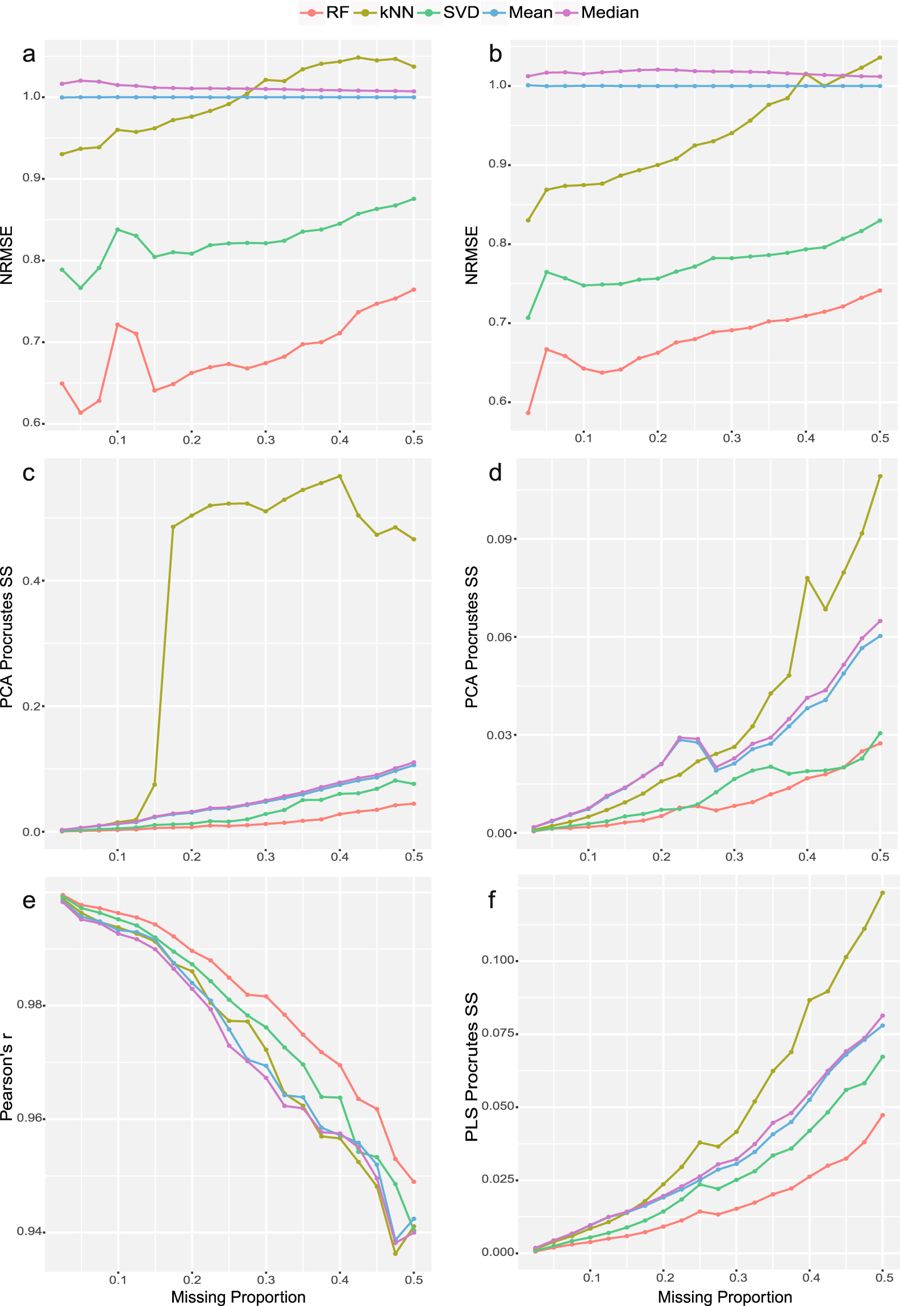 RF kNN SVD Mean Median
a
b
NRMSE
1.0
0.9
0.8
0.7
0.6
0.1 0.2 0.3 0.4 0.5
NRMSE
1.0
0.9
0.8
0.7
0.6
0.1 0.2 0.3 0.4 0.5
c
d
PCA Procrustes SS
0.4
0.2
0.0
0.1 0.2 0.3 0.4 0.5
PCA Procrustes SS
0.09
0.06
0.03
0.00
0.1 0.2 0.3 0.4 0.5
e
f
Pearson's r
0.98
0.96
0.94
0.1 0.2 0.3 0.4 0.5
Missing Proportion
PLS Procrutes SS
0.100
0.075
0.050
0.025
0.000
0.1 0.2 0.3 0.4 0.5
Missing Proportion